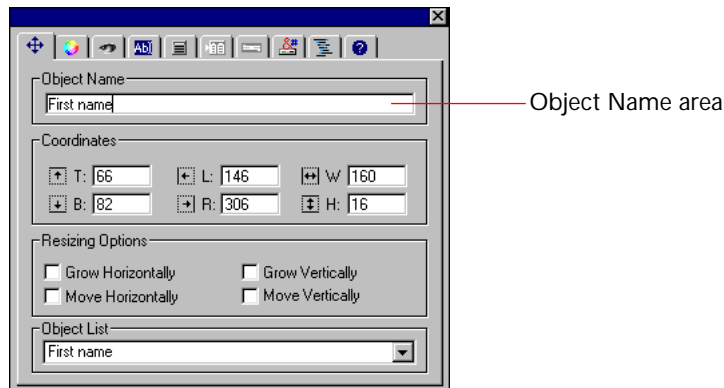 Object Name
First name
Object Name area
Coordinates
T: 66 L: 146 W 160
B: 82 R: 306 H: 16
Resizing Options
Grow Horizontally Grow Vertically
Move Horizontally Move Vertically
Object List
First name